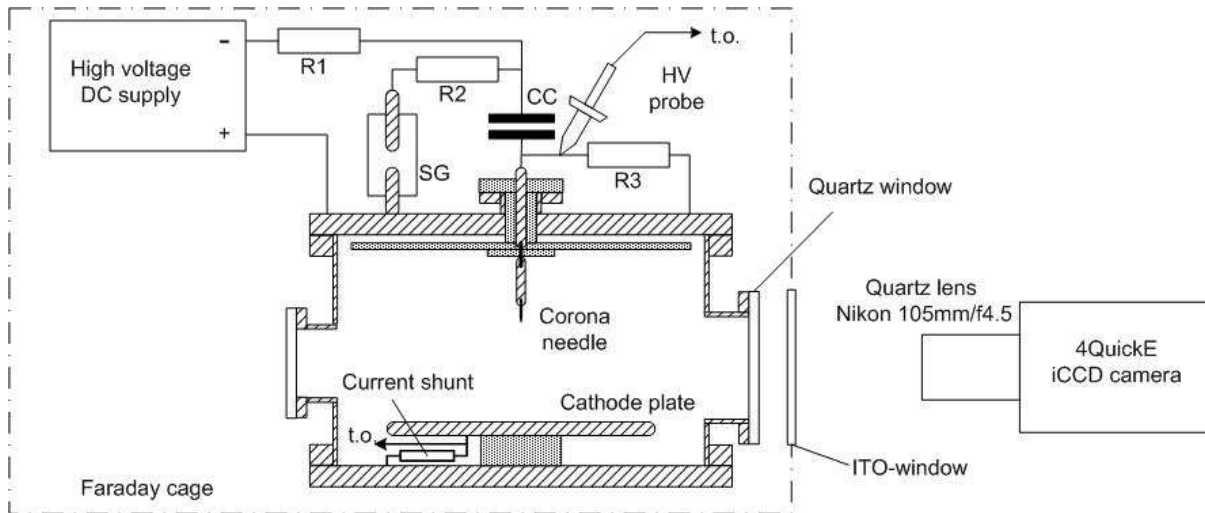 High voltage
DC supply
-
+
R1
R2
SG
CC
t.o.
HV
probe
R3
Quartz window
Quartz lens
Nikon 105mm/f4.5
4QuickE
iCCD camera
Corona
needle
Current shunt
Cathode plate
t.o.
ITO-window
Faraday cage